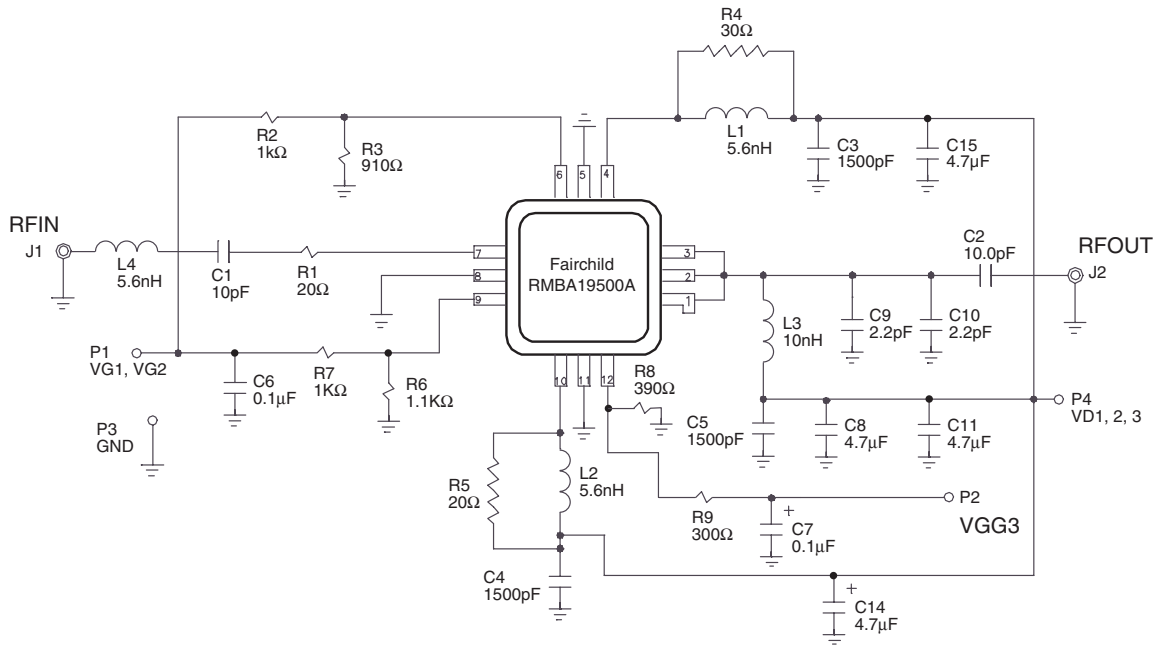 R4
30Ω
R2
1kΩ
R3
910Ω
L1
5.6nH
C3
1500pF
C15
4.7µF
6
5
4
RFIN
J1
L4
5.6nH
C1
10pF
R1
20Ω
7
8
9
Fairchild
RMBA19500A
3
2
1
C2
10.0pF
RFOUT
J2
L3
10nH
C9
2.2pF
C10
2.2pF
P1
VG1, VG2
C6
0.1µF
R7
1KΩ
R6
1.1KΩ
10
11
12
R8
390Ω
P3
GND
C5
1500pF
C8
4.7µF
C11
4.7µF
P4
VD1, 2, 3
R5
20Ω
L2
5.6nH
R9
300Ω
+
C7
0.1µF
P2
VGG3
C4
1500pF
+
C14
4.7µF